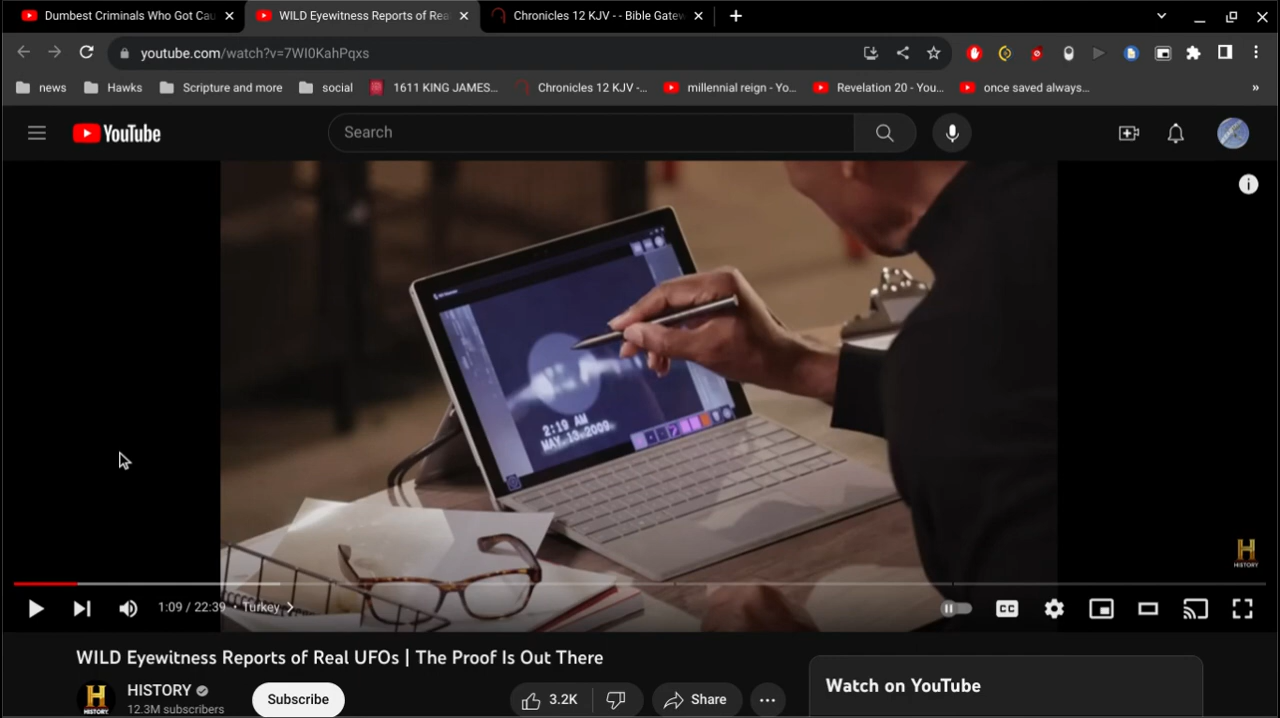 Dumbest Criminals Who Got Cau
WILD Eyewitness Reports of Rea
Chronicles 12 KJV - - Bible Gatew
youtube.com/watch?v=7WI0KahPqxs
news
Hawks
Scripture and more
social
1611 KING JAMES...
Chronicles 12 KJV -...
millennial reign - Yo...
Revelation 20 - You...
once saved always...
»
YouTube
Search
2:19 AM
MAY. 13. 2009
H
HISTORY
1:09 / 22:39 • Turkey
CC
WILD Eyewitness Reports of Real UFOs | The Proof Is Out There
H
HISTORY
HISTORY
12.3M subscribers
Subscribe
3.2K
Share
Watch on YouTube